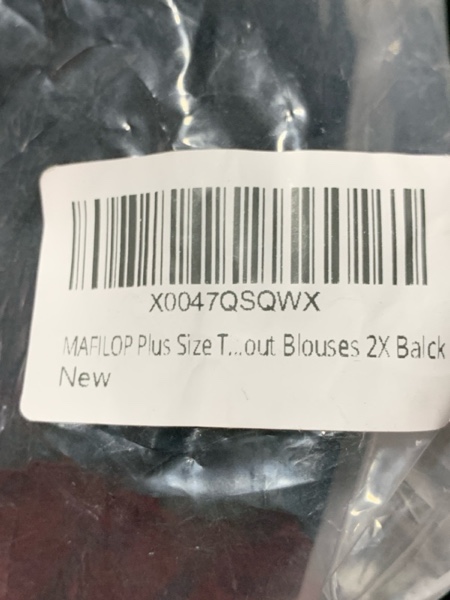 X0047QSQWX
MAFILOP Plus Size T...out Blouses 2X Balck
New